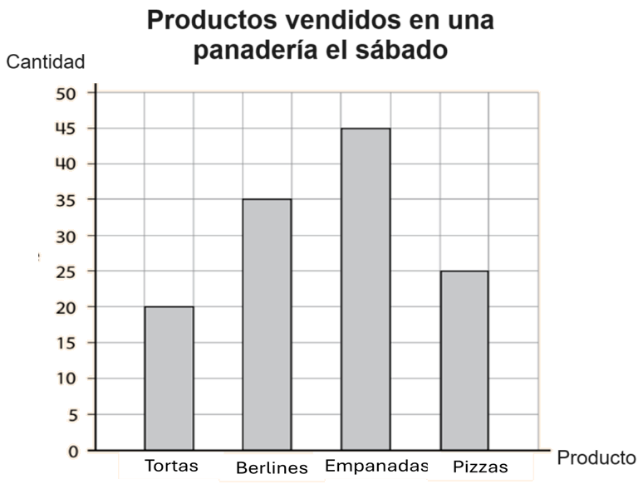 Productos vendidos en una
panadería el sábado
Cantidad
50
45
40
35
30
25
20
15
10
5
0
Tortas Berlines Empanadas Pizzas
Producto